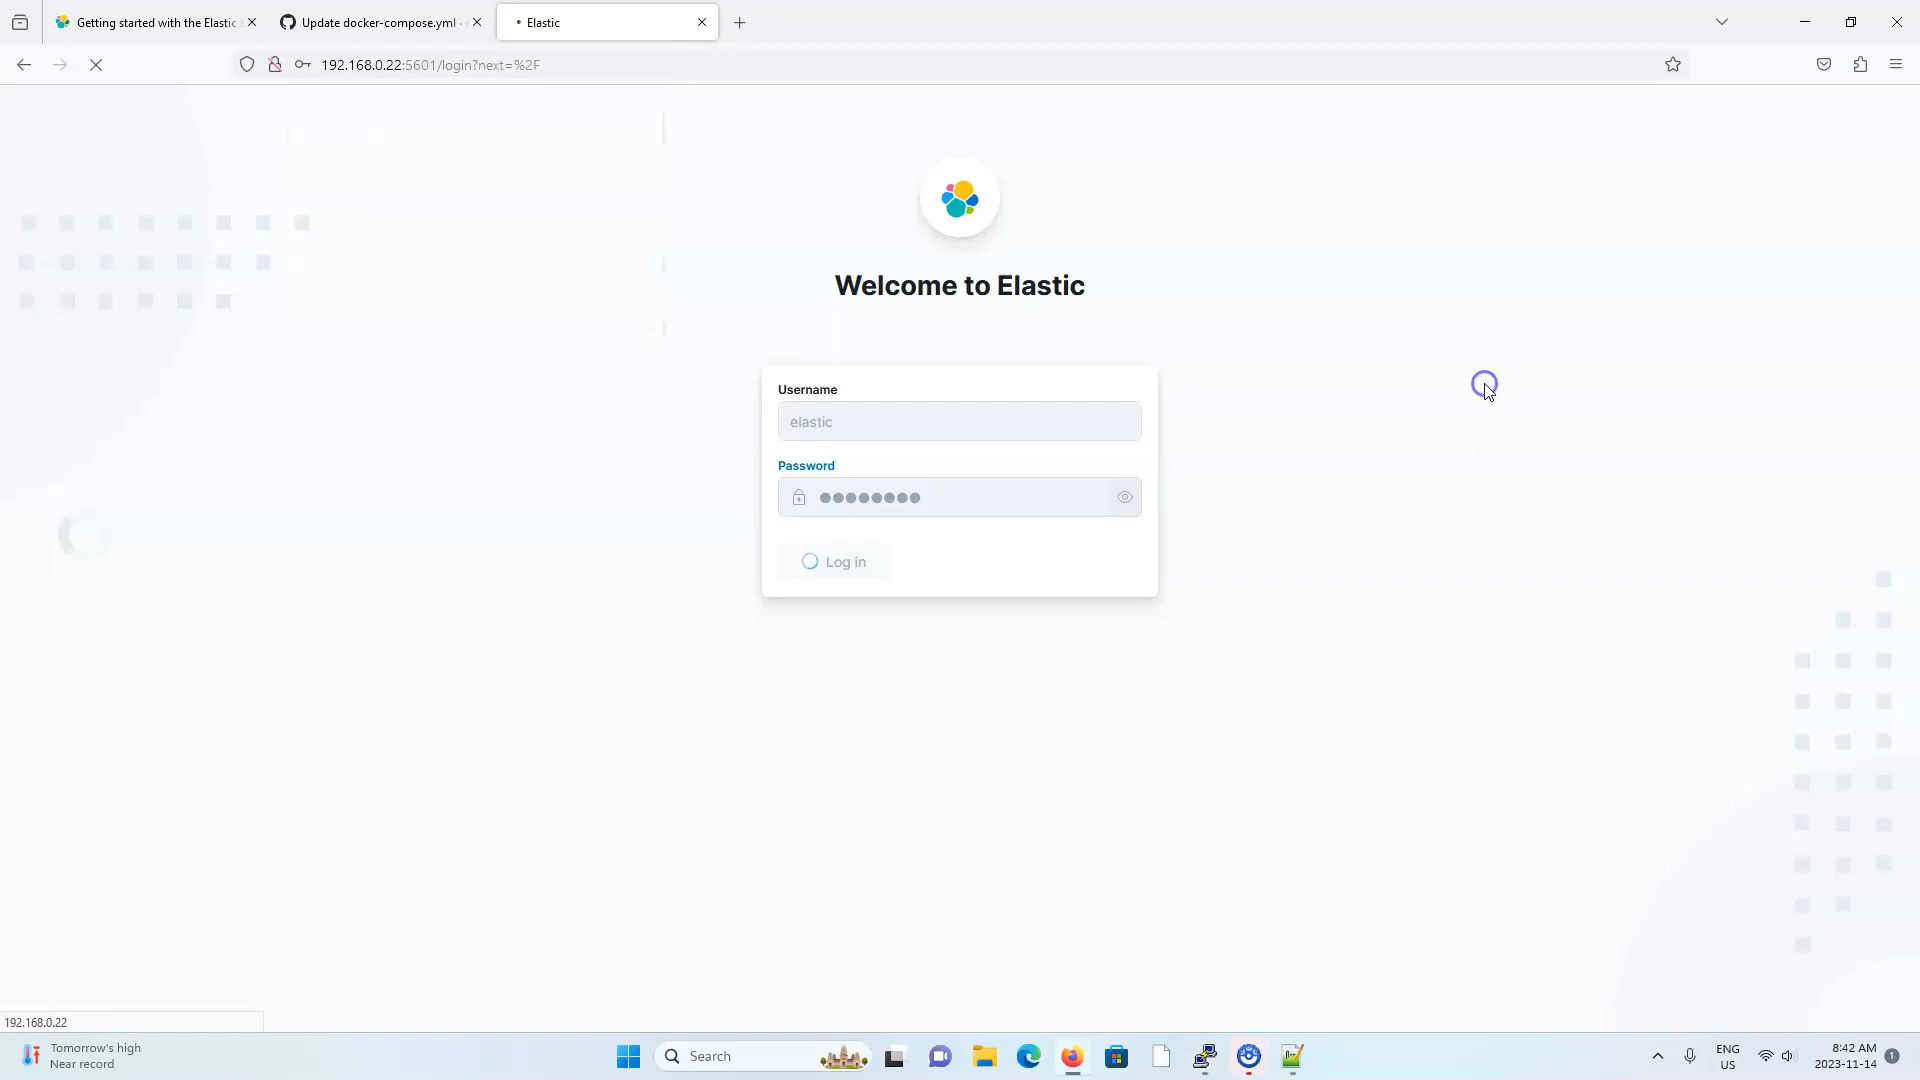 Getting started with the Elastic
Update docker-compose.yml ·
Elastic
192.168.0.22:5601/login?next=%2F
Welcome to Elastic
Username
elastic
Password
Log in
192.168.0.22
Tomorrow's high
Near record
Search
ENG
US
8:42 AM
2023-11-14
1